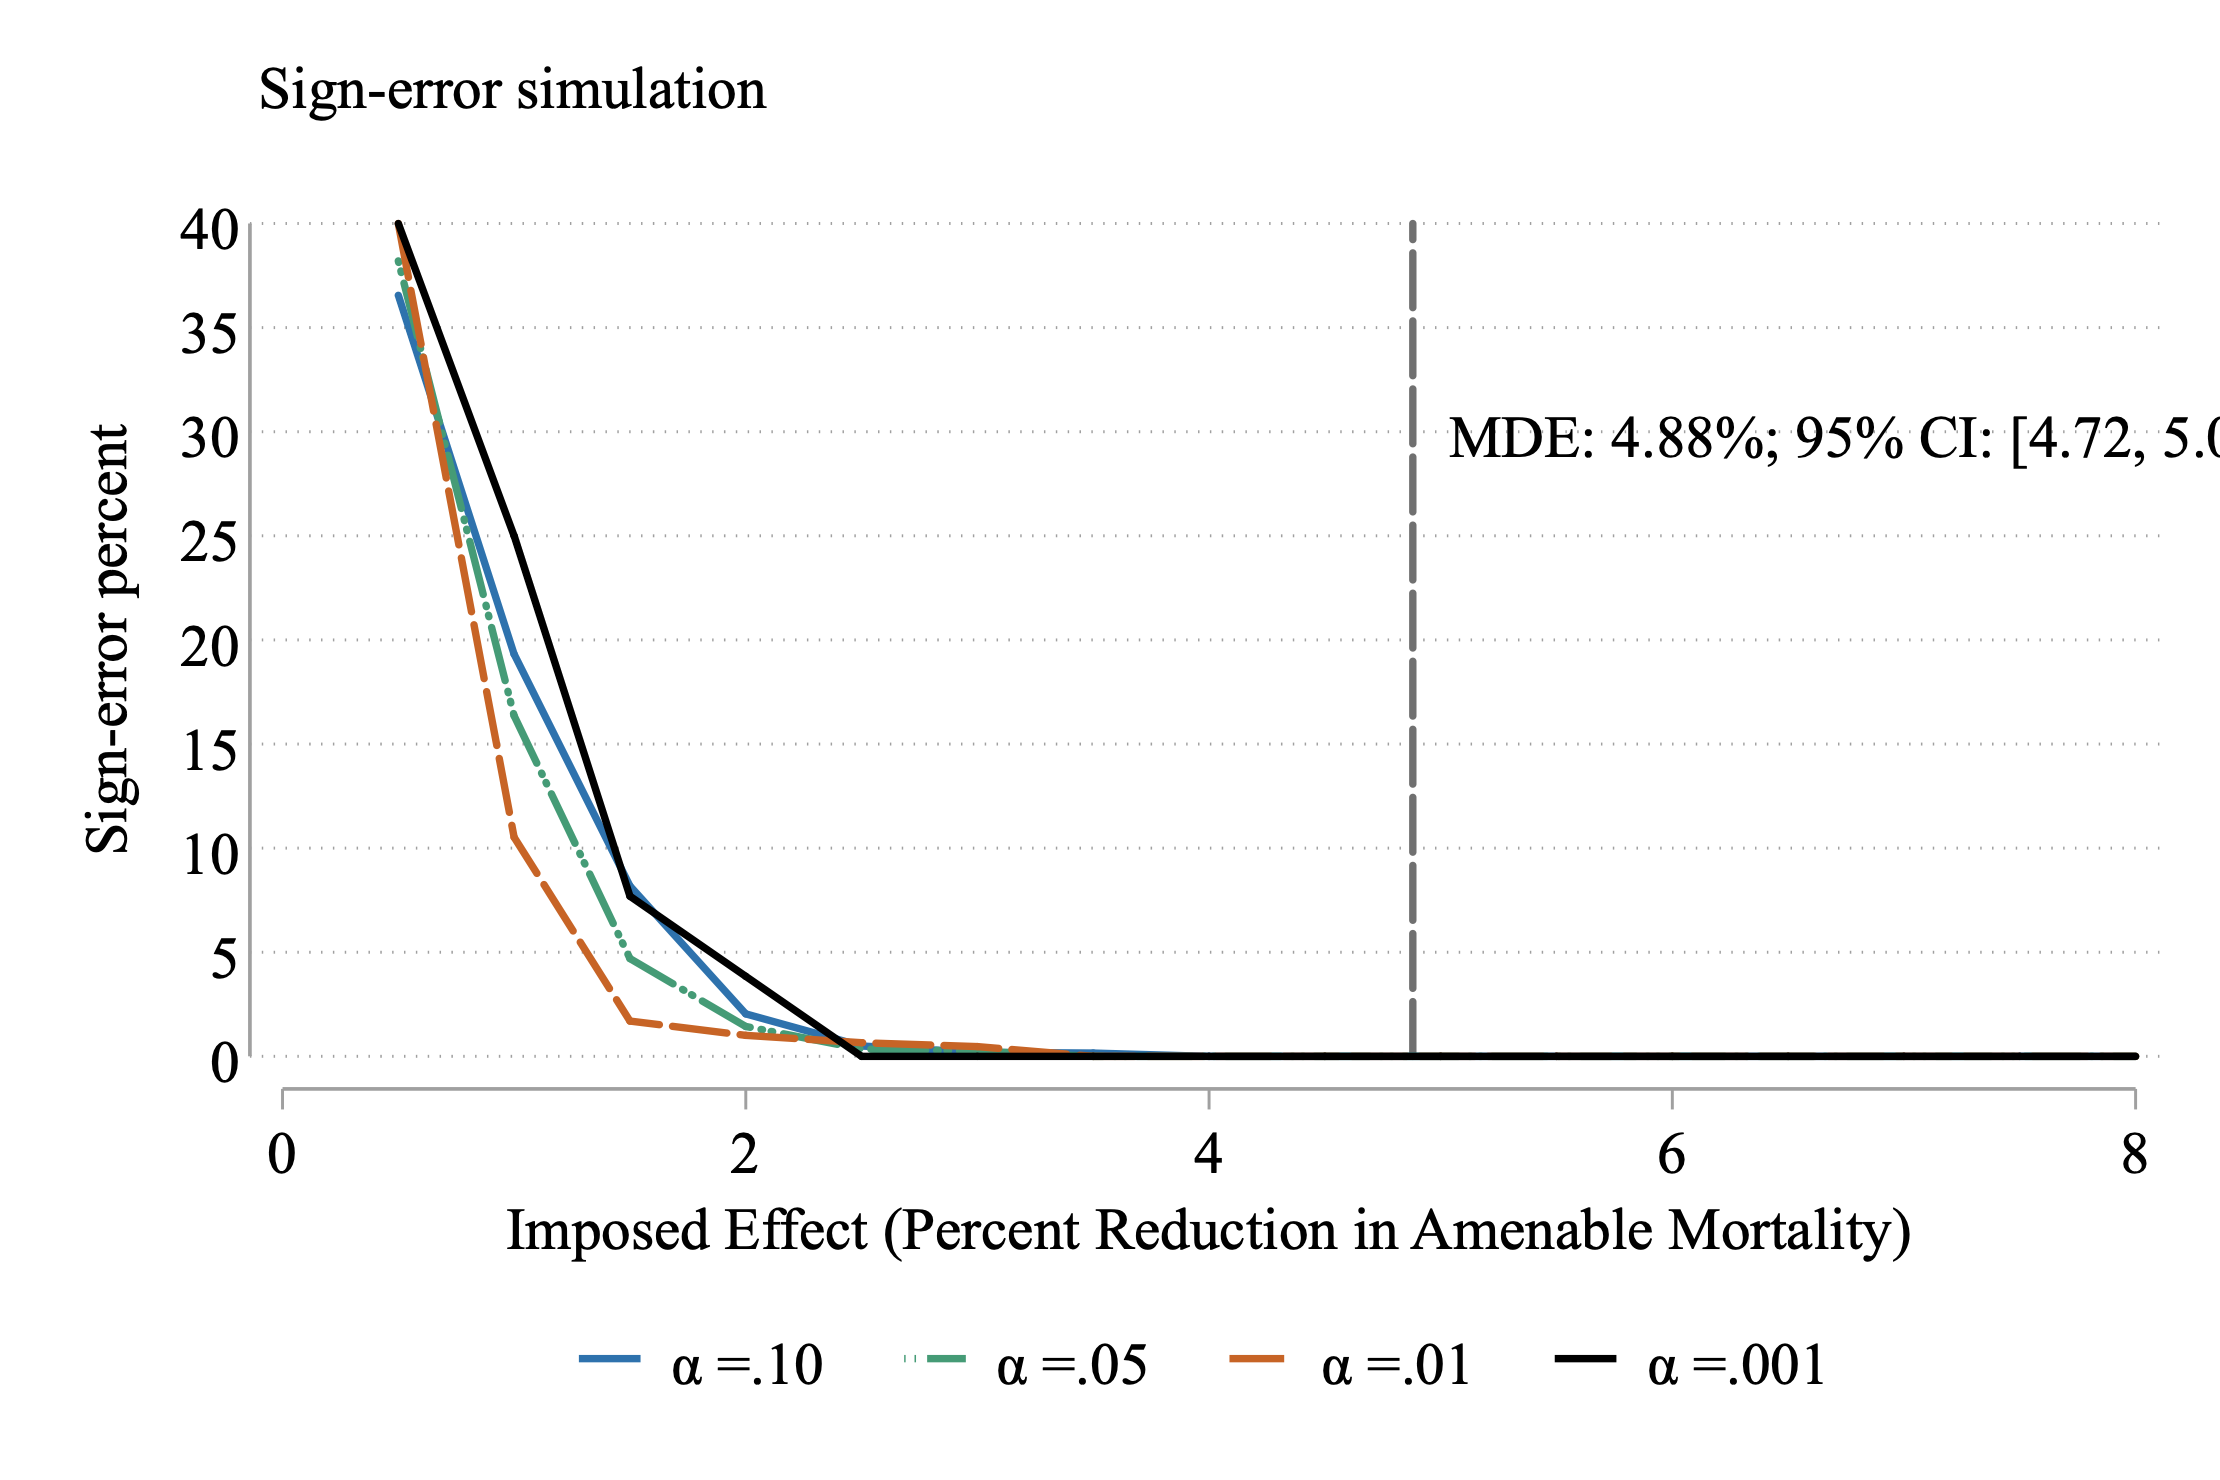 Sign-error simulation
40
35
30
25
20
15
10
5
0
Sign-error percent
MDE: 4.88%; 95% CI: [4.72, 5.0
0 2 4 6 8
Imposed Effect (Percent Reduction in Amenable Mortality)
α =.10 α =.05 α =.01 α =.001